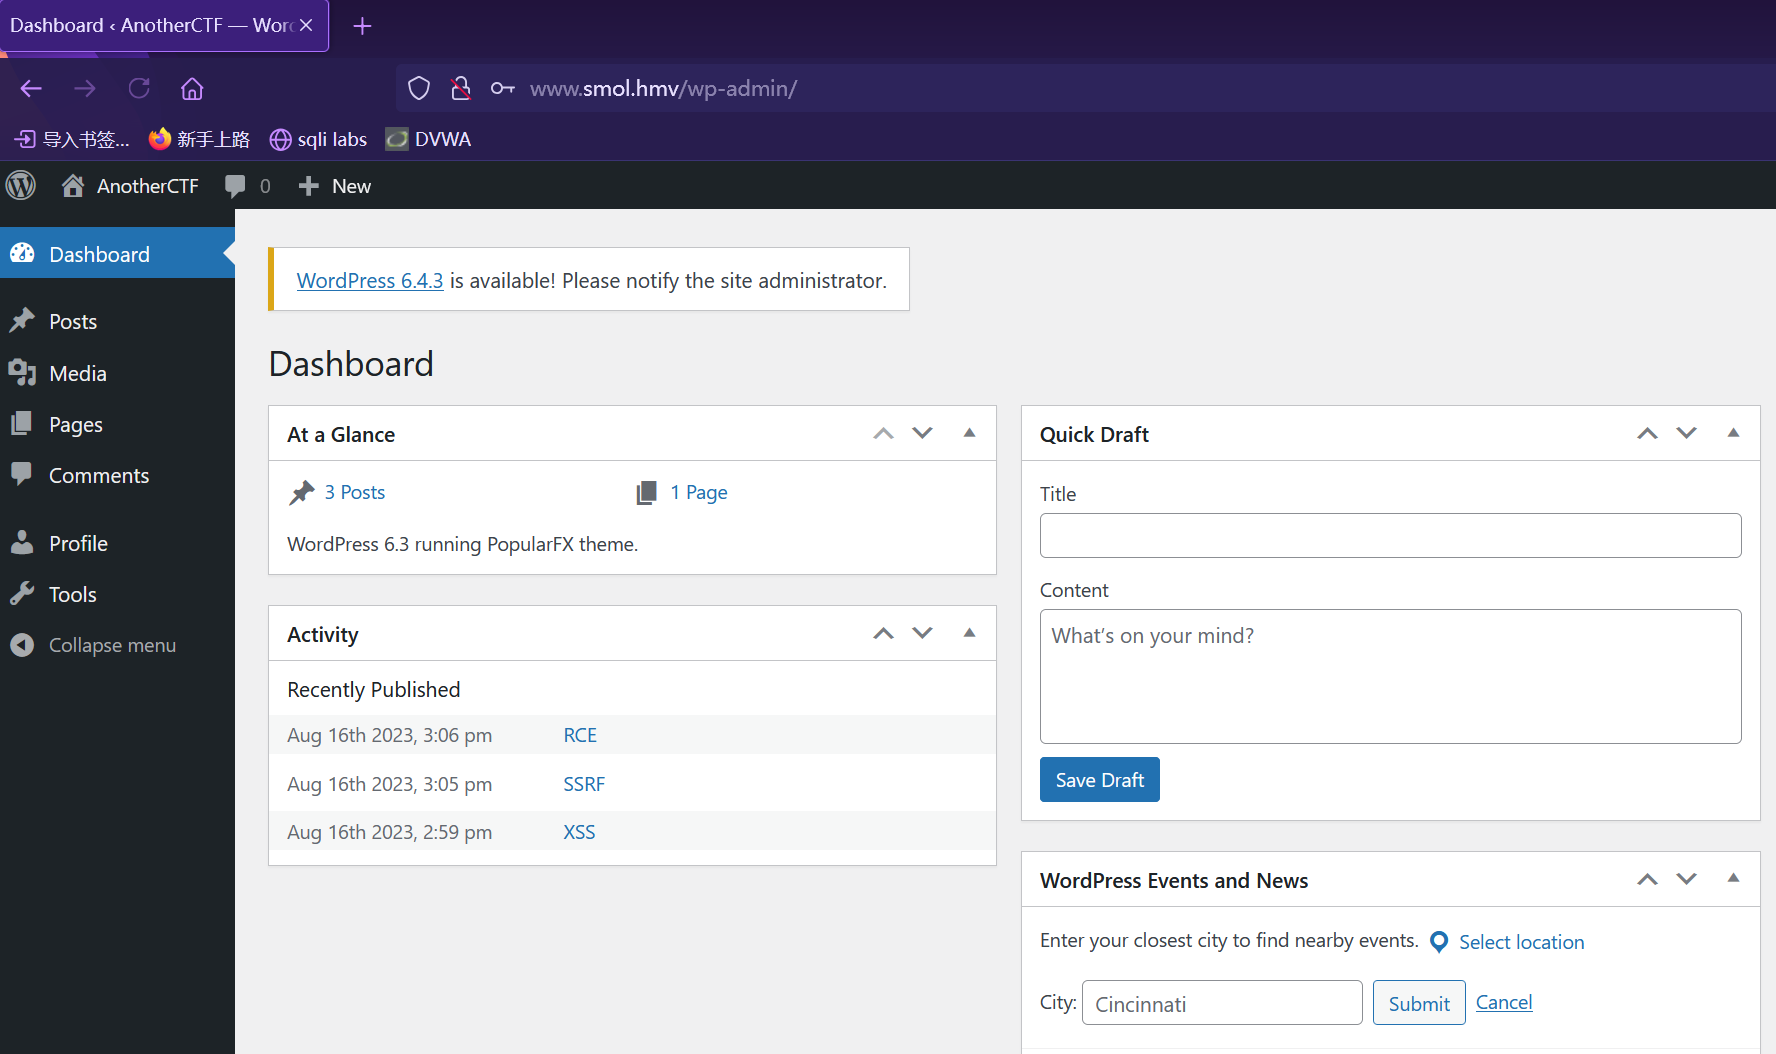 Dashboard ‹ AnotherCTF — Wor
www.smol.hmv/wp-admin/
导入书签... 新手上路 sqli labs DVWA
AnotherCTF 0 New
Dashboard
Posts
Media
Pages
Comments
Profile
Tools
Collapse menu
WordPress 6.4.3 is available! Please notify the site administrator.
Dashboard
At a Glance
3 Posts 1 Page
WordPress 6.3 running PopularFX theme.
Activity
Recently Published
Aug 16th 2023, 3:06 pm RCE
Aug 16th 2023, 3:05 pm SSRF
Aug 16th 2023, 2:59 pm XSS
Quick Draft
Title
Content
What's on your mind?
Save Draft
WordPress Events and News
Enter your closest city to find nearby events. Select location
City: Cincinnati Submit Cancel